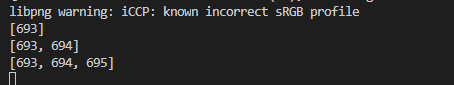 libpng warning: iCCP: known incorrect sRGB profile
[693]
[693, 694]
[693, 694, 695]